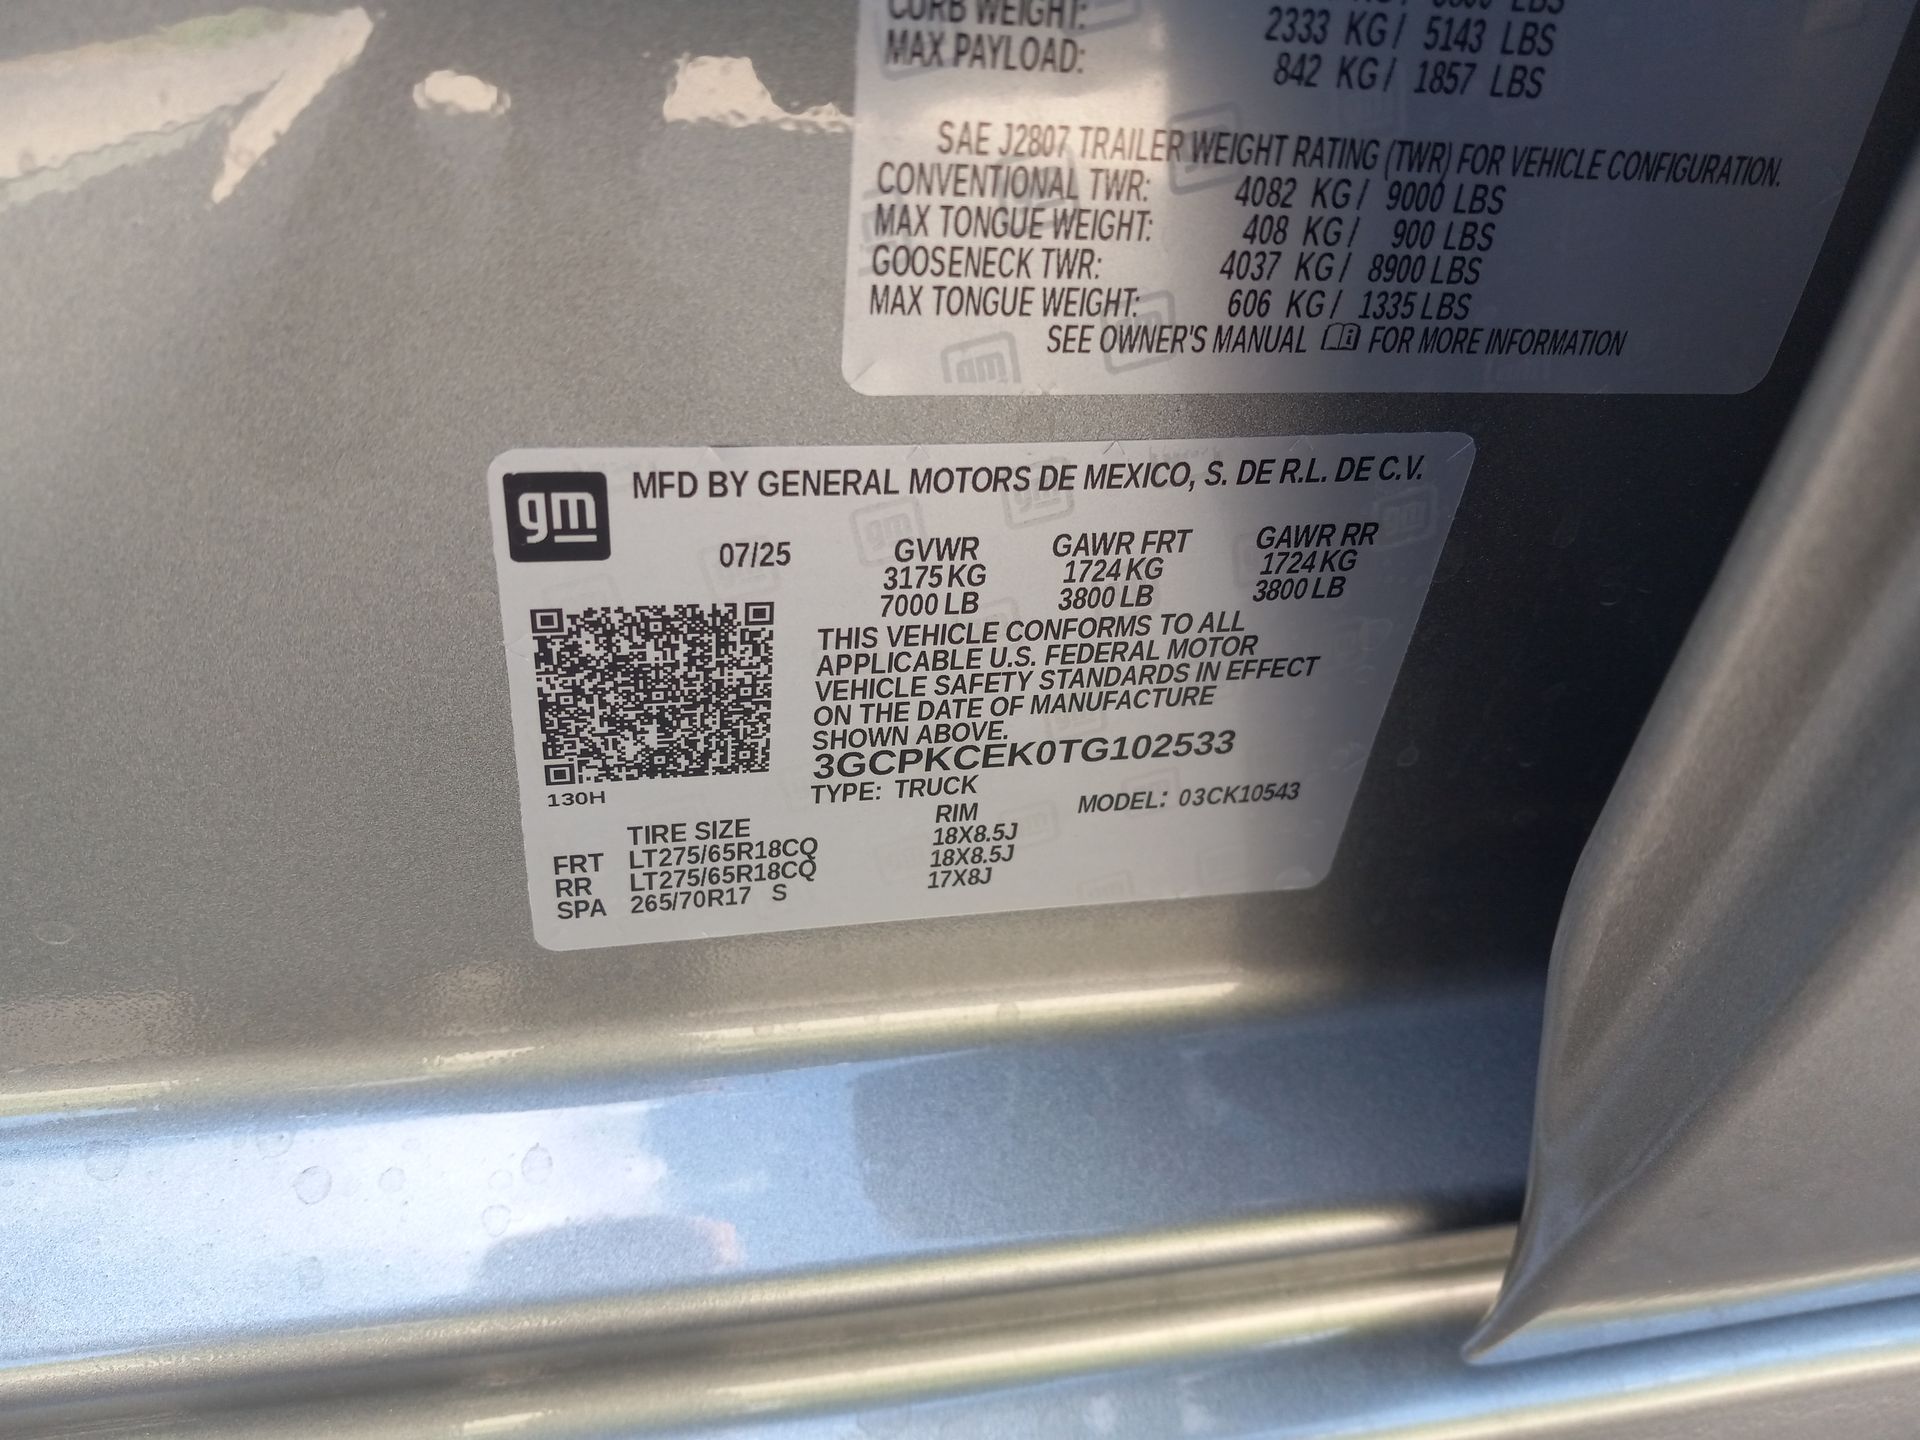 CURB WEIGHT: 2333 KG / 5143 LBS
MAX PAYLOAD: 842 KG / 1857 LBS
SAE J2807 TRAILER WEIGHT RATING (TWR) FOR VEHICLE CONFIGURATION.
CONVENTIONAL TWR: 4082 KG / 9000 LBS
MAX TONGUE WEIGHT: 408 KG / 900 LBS
GOOSENECK TWR: 4037 KG / 8900 LBS
MAX TONGUE WEIGHT: 606 KG / 1335 LBS
SEE OWNER'S MANUAL FOR MORE INFORMATION
gm MFD BY GENERAL MOTORS DE MEXICO, S. DE R.L. DE C.V.
07/25 GVWR GAWR FRT GAWR RR
3175 KG 1724 KG 1724 KG
7000 LB 3800 LB 3800 LB
THIS VEHICLE CONFORMS TO ALL
APPLICABLE U.S. FEDERAL MOTOR
VEHICLE SAFETY STANDARDS IN EFFECT
ON THE DATE OF MANUFACTURE
SHOWN ABOVE.
3GCPKCEK0TG102533
130H
TYPE: TRUCK MODEL: 03CK10543
TIRE SIZE RIM
FRT LT275/65R18CQ 18X8.5J
RR LT275/65R18CQ 18X8.5J
SPA 265/70R17 S 17X8J